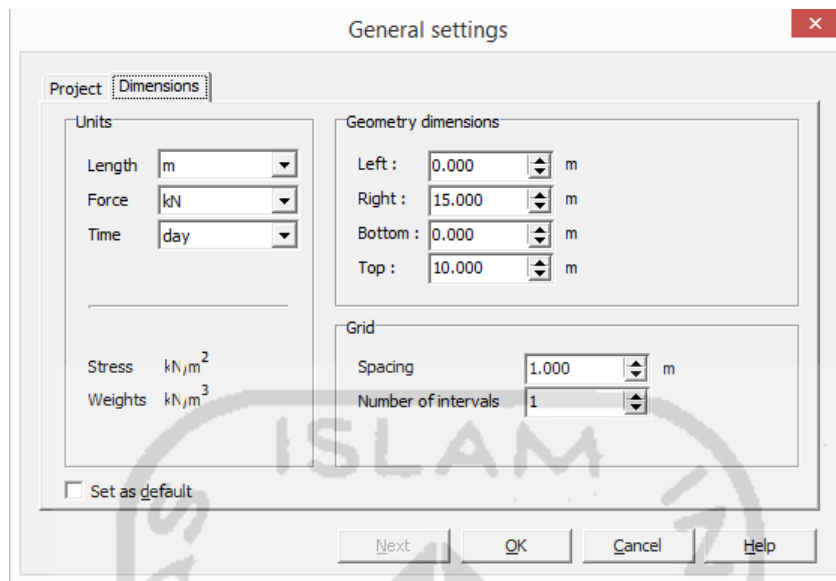 General settings
Project Dimensions
Units
Length m
Force kN
Time day
Stress kN/m²
Weights kN/m³
Geometry dimensions
Left : 0.000 m
Right : 15.000 m
Bottom : 0.000 m
Top : 10.000 m
Grid
Spacing 1.000 m
Number of intervals 1
Set as default
Next OK Cancel Help
ISLAM